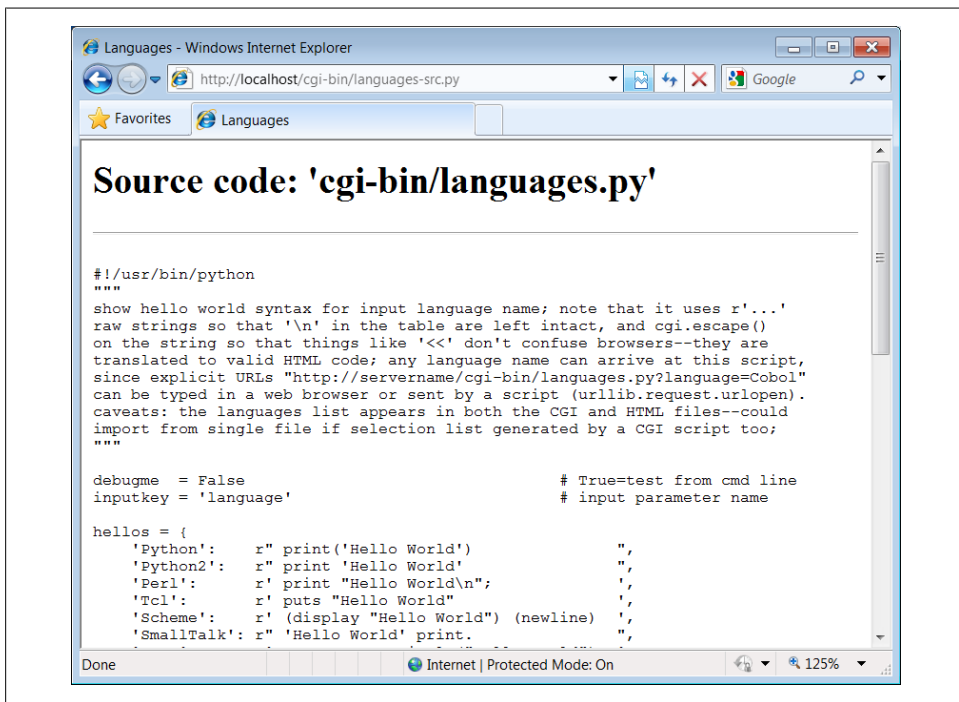 Languages - Windows Internet Explorer
http://localhost/cgi-bin/languages-src.py
Google
Favorites
Languages
Source code: 'cgi-bin/languages.py'
#!/usr/bin/python
"""
show hello world syntax for input language name; note that it uses r'...'
raw strings so that '\n' in the table are left intact, and cgi.escape()
on the string so that things like '<<' don't confuse browsers--they are
translated to valid HTML code; any language name can arrive at this script,
since explicit URLs "http://servername/cgi-bin/languages.py?language=Cobol"
can be typed in a web browser or sent by a script (urllib.request.urlopen).
caveats: the languages list appears in both the CGI and HTML files--could
import from single file if selection list generated by a CGI script too;
"""
debugme  = False                                # True=test from cmd line
inputkey = 'language'                           # input parameter name
hellos = {
    'Python':    r" print('Hello World')               ",
    'Python2':   r" print 'Hello World'                ",
    'Perl':      r' print "Hello World\n";             ',
    'Tcl':       r' puts "Hello World"                 ',
    'Scheme':    r' (display "Hello World") (newline)  ',
    'SmallTalk': r" 'Hello World' print.               ",
Done
Internet | Protected Mode: On
125%